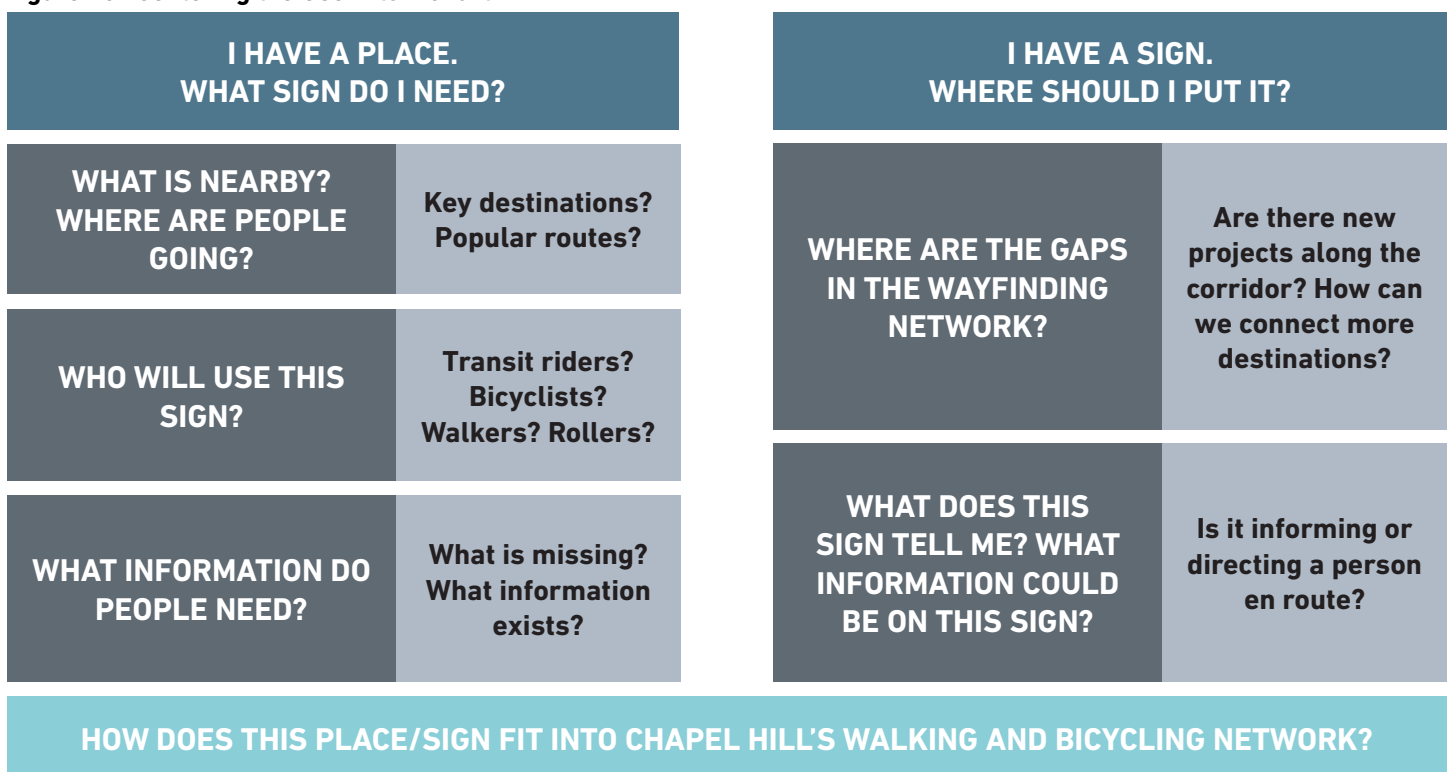 I HAVE A PLACE.
WHAT SIGN DO I NEED?
WHAT IS NEARBY?
WHERE ARE PEOPLE
GOING?
Key destinations?
Popular routes?
WHO WILL USE THIS
SIGN?
Transit riders?
Bicyclists?
Walkers? Rollers?
WHAT INFORMATION DO
PEOPLE NEED?
What is missing?
What information
exists?
I HAVE A SIGN.
WHERE SHOULD I PUT IT?
WHERE ARE THE GAPS
IN THE WAYFINDING
NETWORK?
Are there new
projects along the
corridor? How can
we connect more
destinations?
WHAT DOES THIS
SIGN TELL ME? WHAT
INFORMATION COULD
BE ON THIS SIGN?
Is it informing or
directing a person
en route?
HOW DOES THIS PLACE/SIGN FIT INTO CHAPEL HILL’S WALKING AND BICYCLING NETWORK?